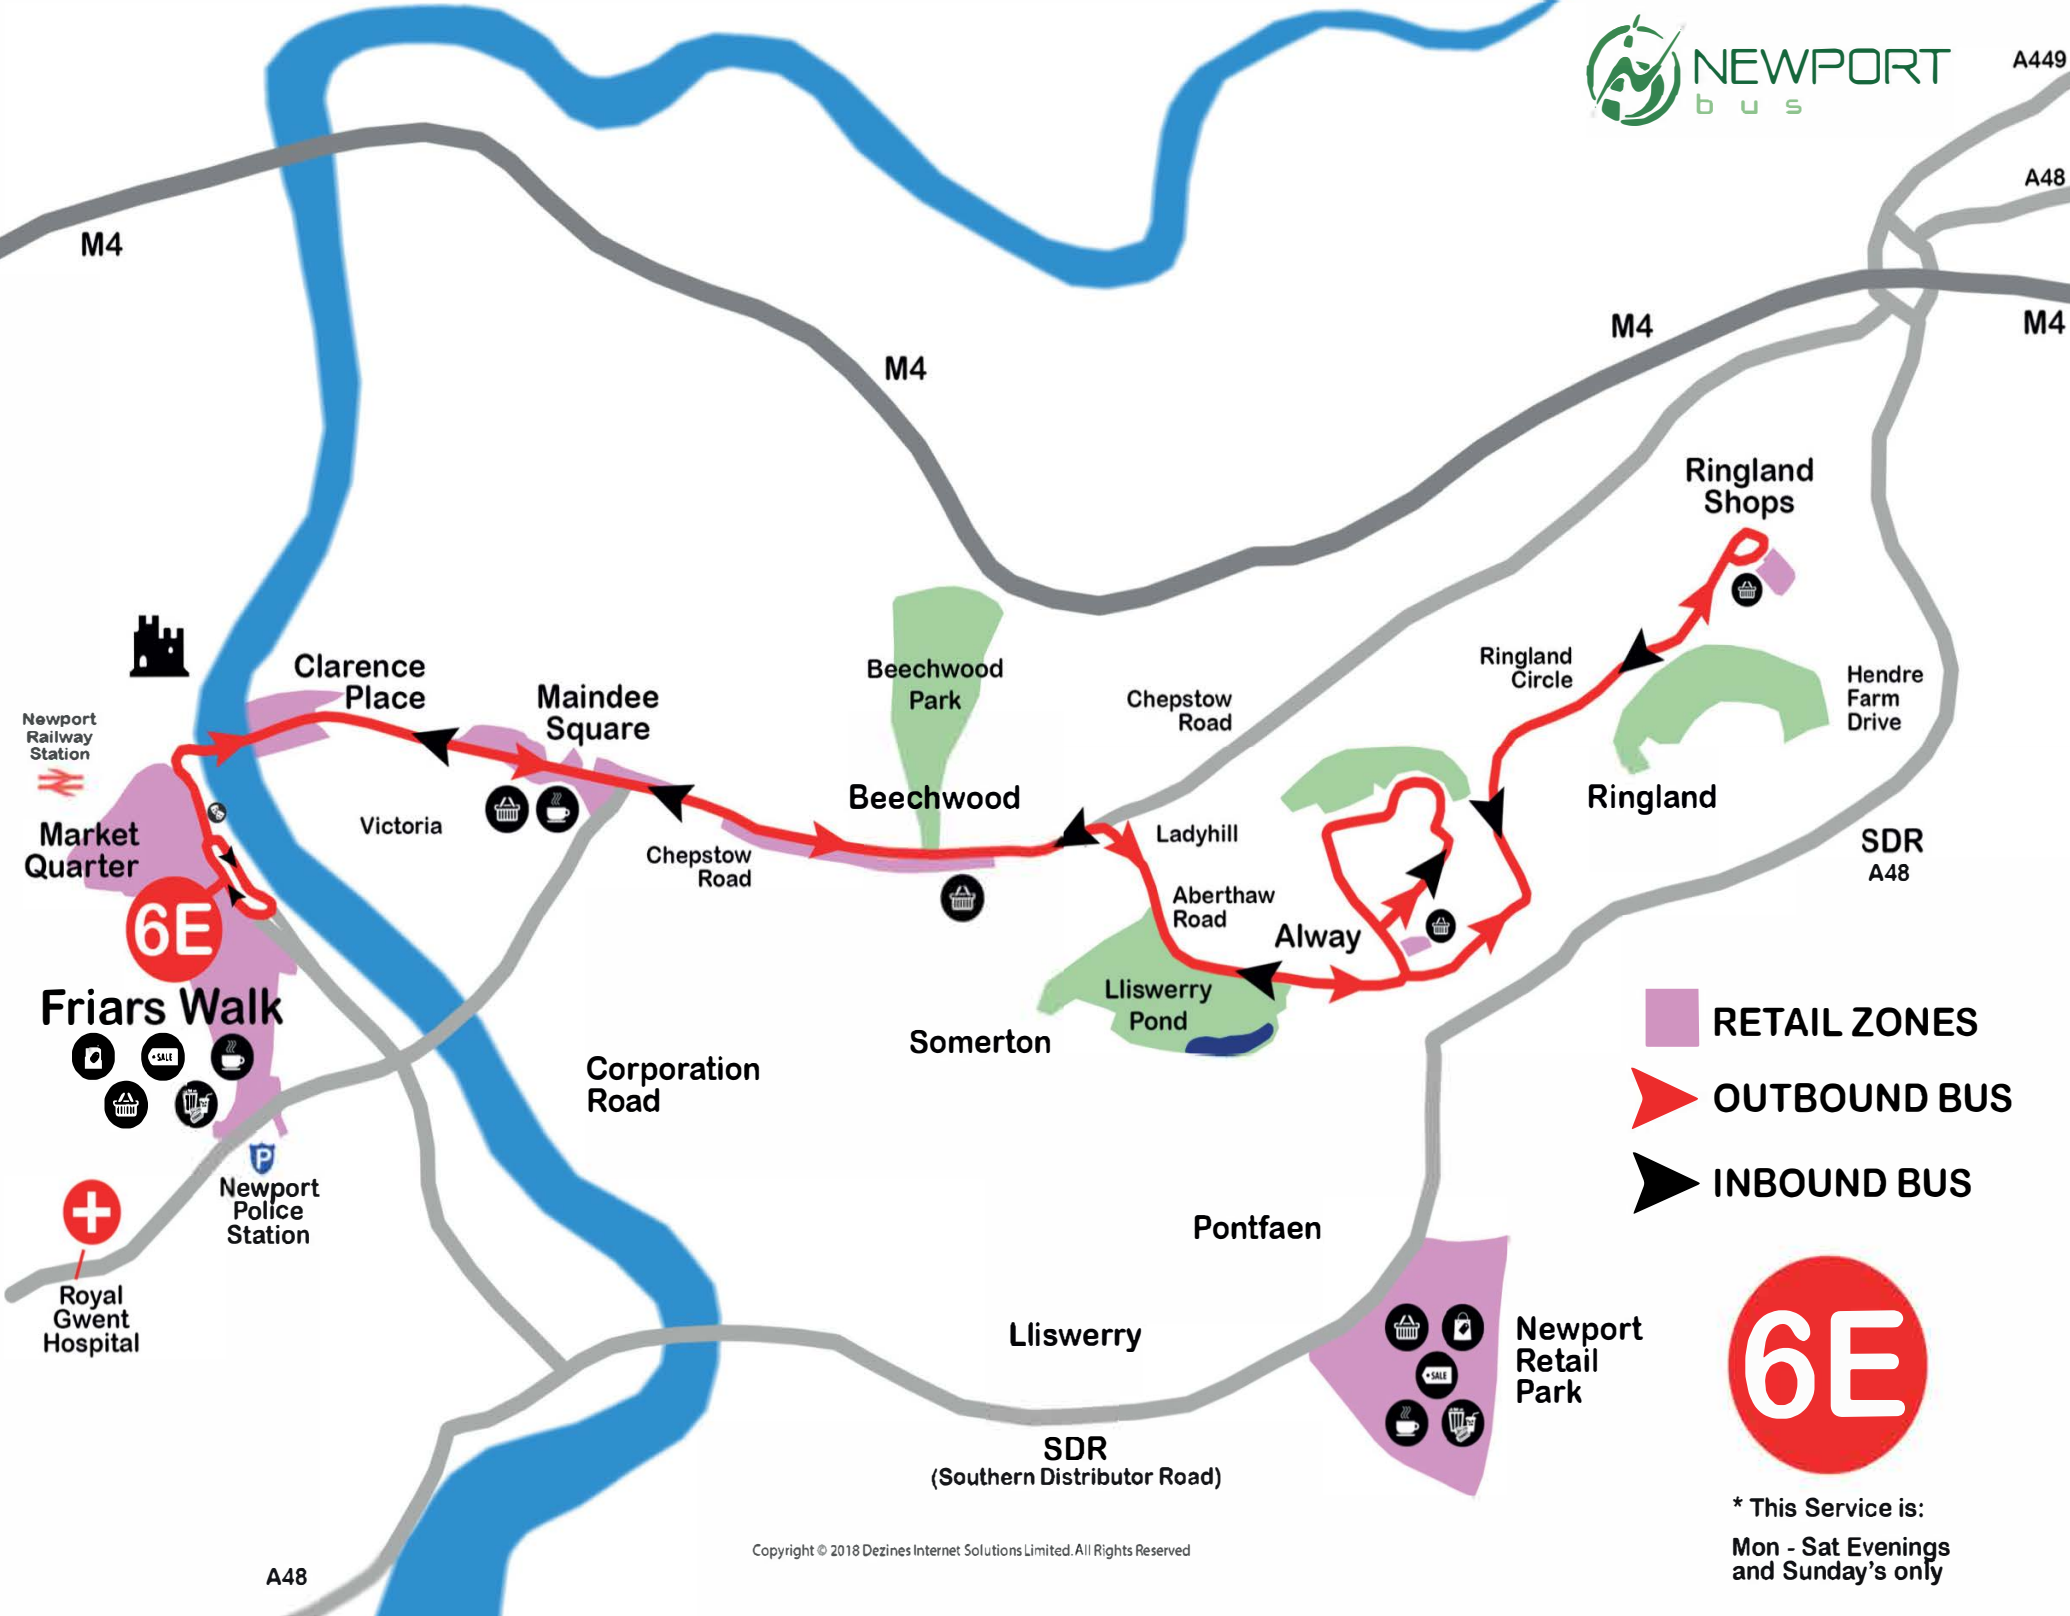 NEWPORT
bus
A449
A48
M4
M4
M4
M4
Ringland
Shops
Ringland
Circle
Hendre
Farm
Drive
Ringland
SDR
A48
Clarence
Place
Maindee
Square
Beechwood
Park
Chepstow
Road
Newport
Railway
Station
Market
Quarter
Victoria
Chepstow
Road
Beechwood
Ladyhill
Aberthaw
Road
Alway
6E
Friars Walk
SALE
Lliswerry
Pond
Somerton
Corporation
Road
P
Newport
Police
Station
Royal
Gwent
Hospital
Pontfaen
Lliswerry
SALE
Newport
Retail
Park
SDR
(Southern Distributor Road)
A48
RETAIL ZONES
OUTBOUND BUS
INBOUND BUS
6E
* This Service is:
Mon - Sat Evenings
and Sunday's only
Copyright © 2018 Dezines Internet Solutions Limited. All Rights Reserved